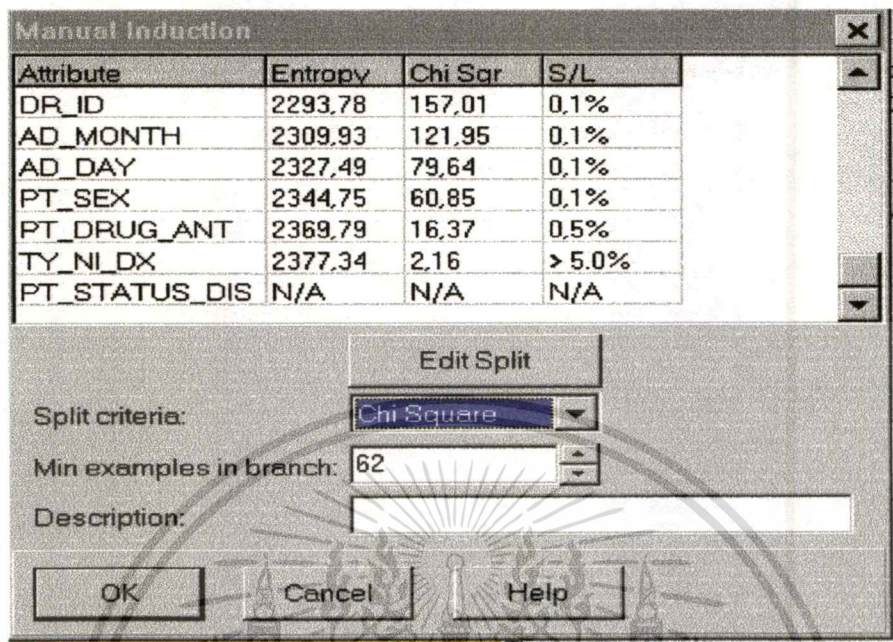 Manual Induction
Attribute Entropy Chi Sqr S/L
DR_ID 2293,78 157,01 0,1%
AD_MONTH 2309,93 121,95 0,1%
AD_DAY 2327,49 79,64 0,1%
PT_SEX 2344,75 60,85 0,1%
PT_DRUG_ANT 2369,79 16,37 0,5%
TY_NI_DX 2377,34 2,16 > 5.0%
PT_STATUS_DIS N/A N/A N/A
Edit Split
Split criteria: Chi Square
Min examples in branch: 62
Description:
OK Cancel Help